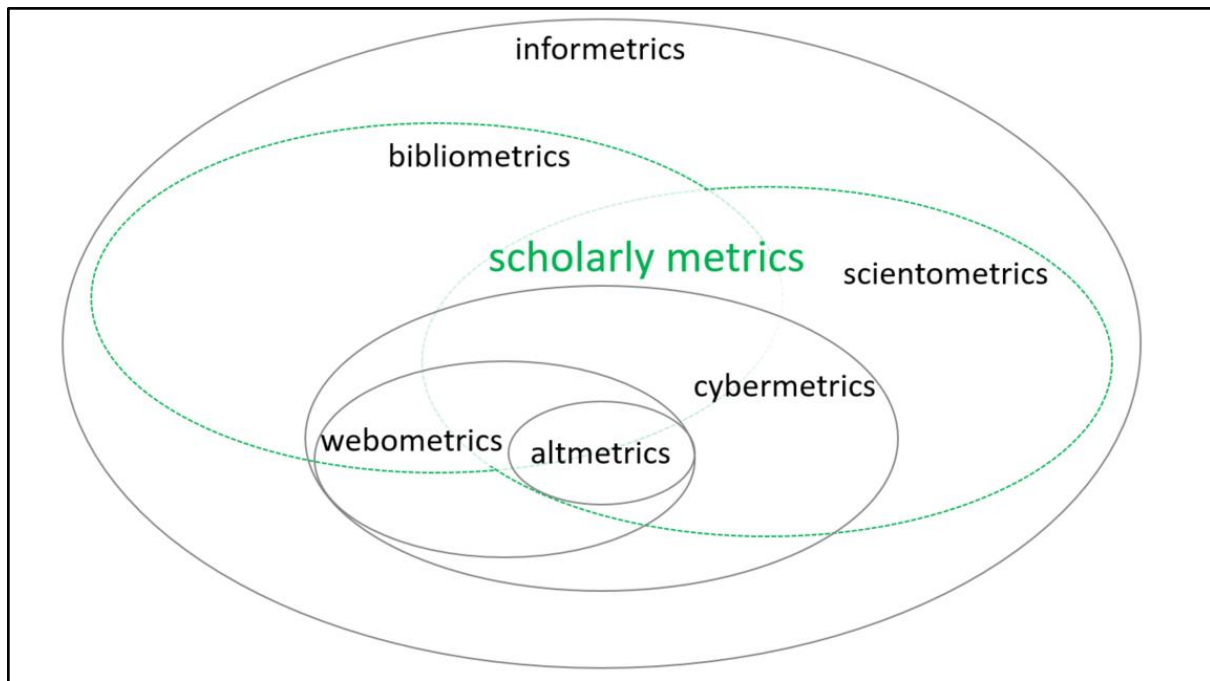 informetrics
bibliometrics
scholarly metrics
scientometrics
cybermetrics
webometrics
altmetrics